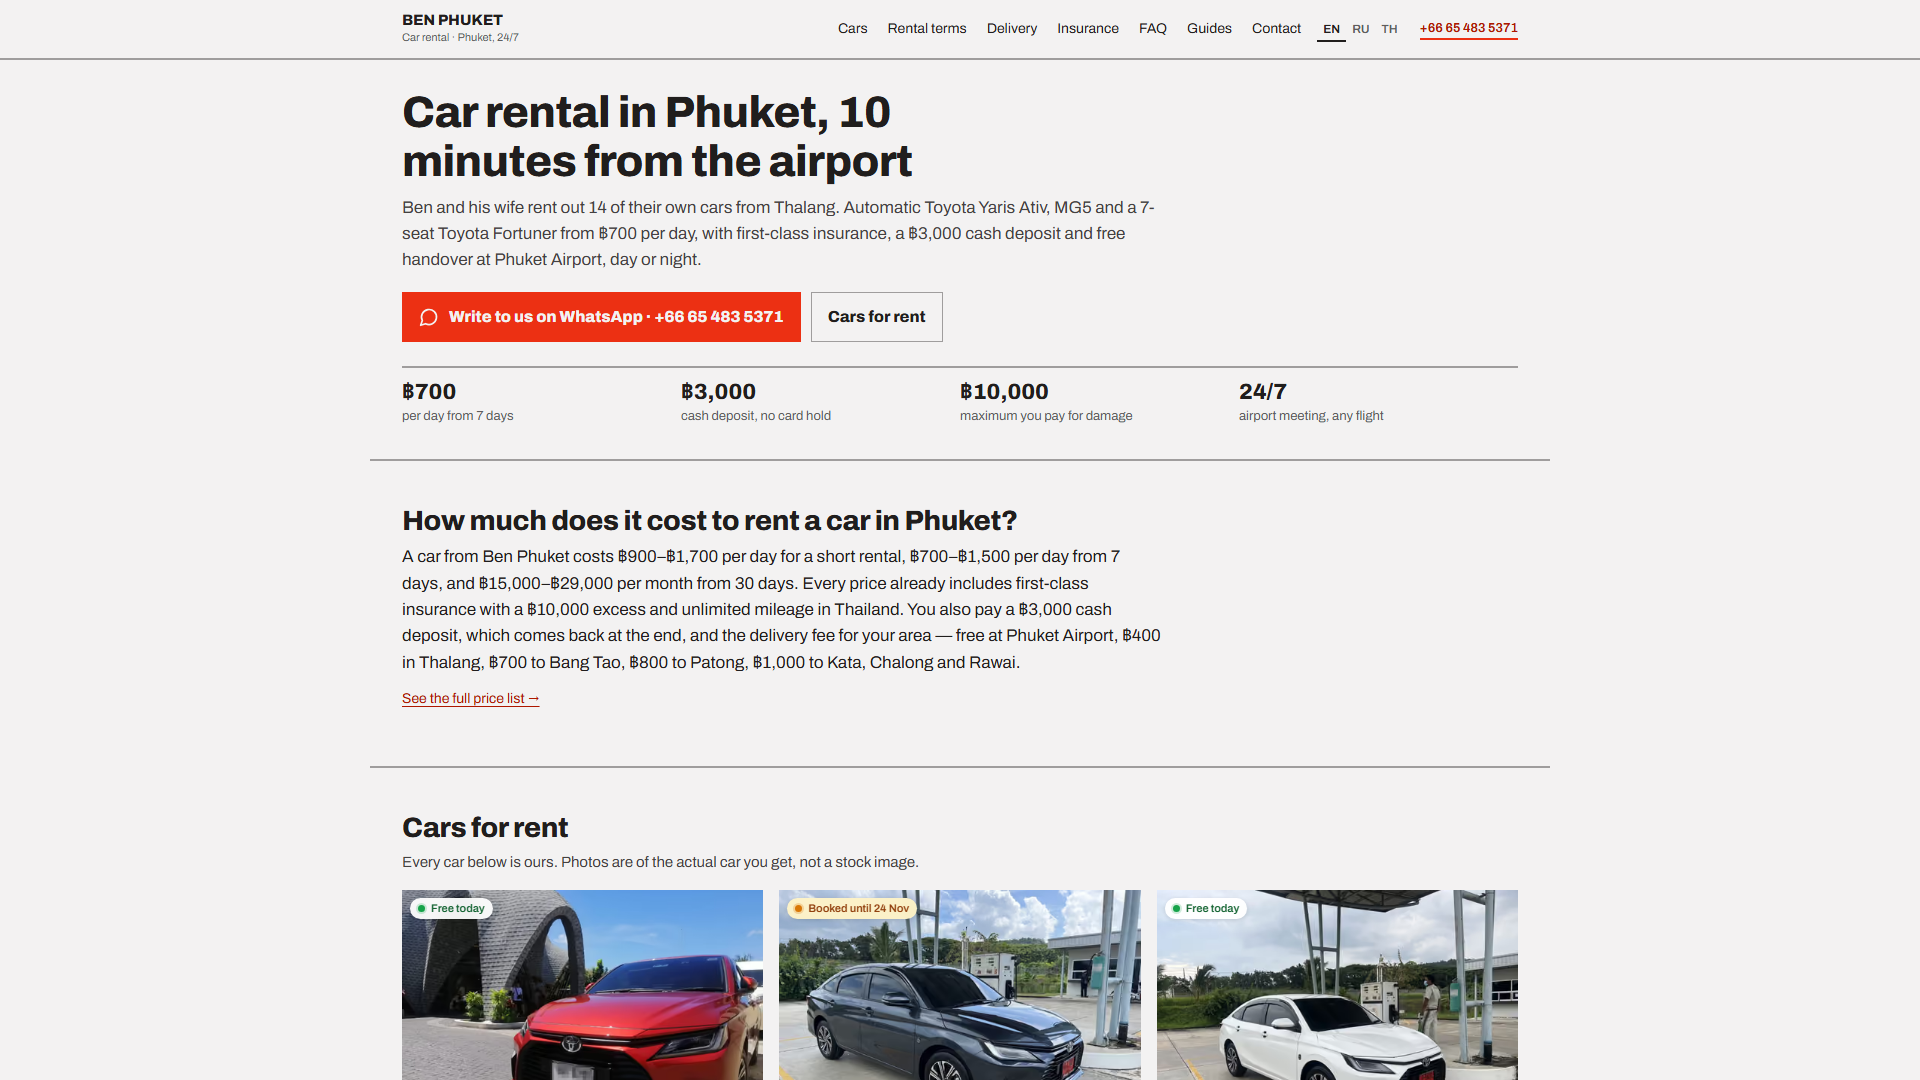 BEN PHUKET
Car rental · Phuket, 24/7
Cars
Rental terms
Delivery
Insurance
FAQ
Guides
Contact
EN
RU
TH
+66 65 483 5371
Car rental in Phuket, 10
minutes from the airport
Ben and his wife rent out 14 of their own cars from Thalang. Automatic Toyota Yaris Ativ, MG5 and a 7-
seat Toyota Fortuner from ฿700 per day, with first-class insurance, a ฿3,000 cash deposit and free
handover at Phuket Airport, day or night.
Write to us on WhatsApp · +66 65 483 5371
Cars for rent
฿700
per day from 7 days
฿3,000
cash deposit, no card hold
฿10,000
maximum you pay for damage
24/7
airport meeting, any flight
How much does it cost to rent a car in Phuket?
A car from Ben Phuket costs ฿900–฿1,700 per day for a short rental, ฿700–฿1,500 per day from 7
days, and ฿15,000–฿29,000 per month from 30 days. Every price already includes first-class
insurance with a ฿10,000 excess and unlimited mileage in Thailand. You also pay a ฿3,000 cash
deposit, which comes back at the end, and the delivery fee for your area — free at Phuket Airport, ฿400
in Thalang, ฿700 to Bang Tao, ฿800 to Patong, ฿1,000 to Kata, Chalong and Rawai.
See the full price list →
Cars for rent
Every car below is ours. Photos are of the actual car you get, not a stock image.
Free today
Booked until 24 Nov
Free today